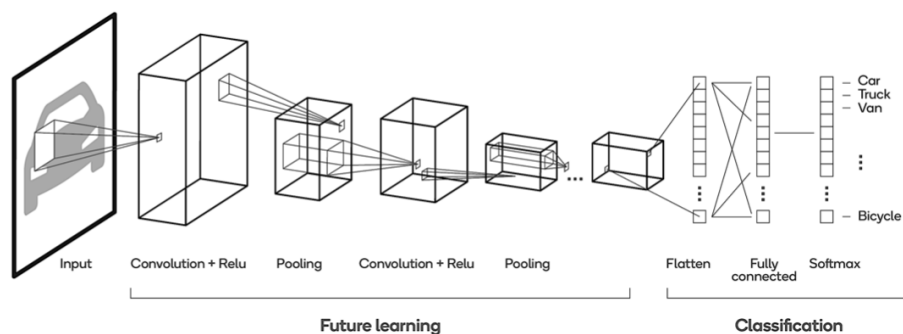 Car
Truck
Van
Bicycle
Input
Convolution + Relu
Pooling
Convolution + Relu
Pooling
Flatten
Fully
connected
Softmax
Future learning
Classification